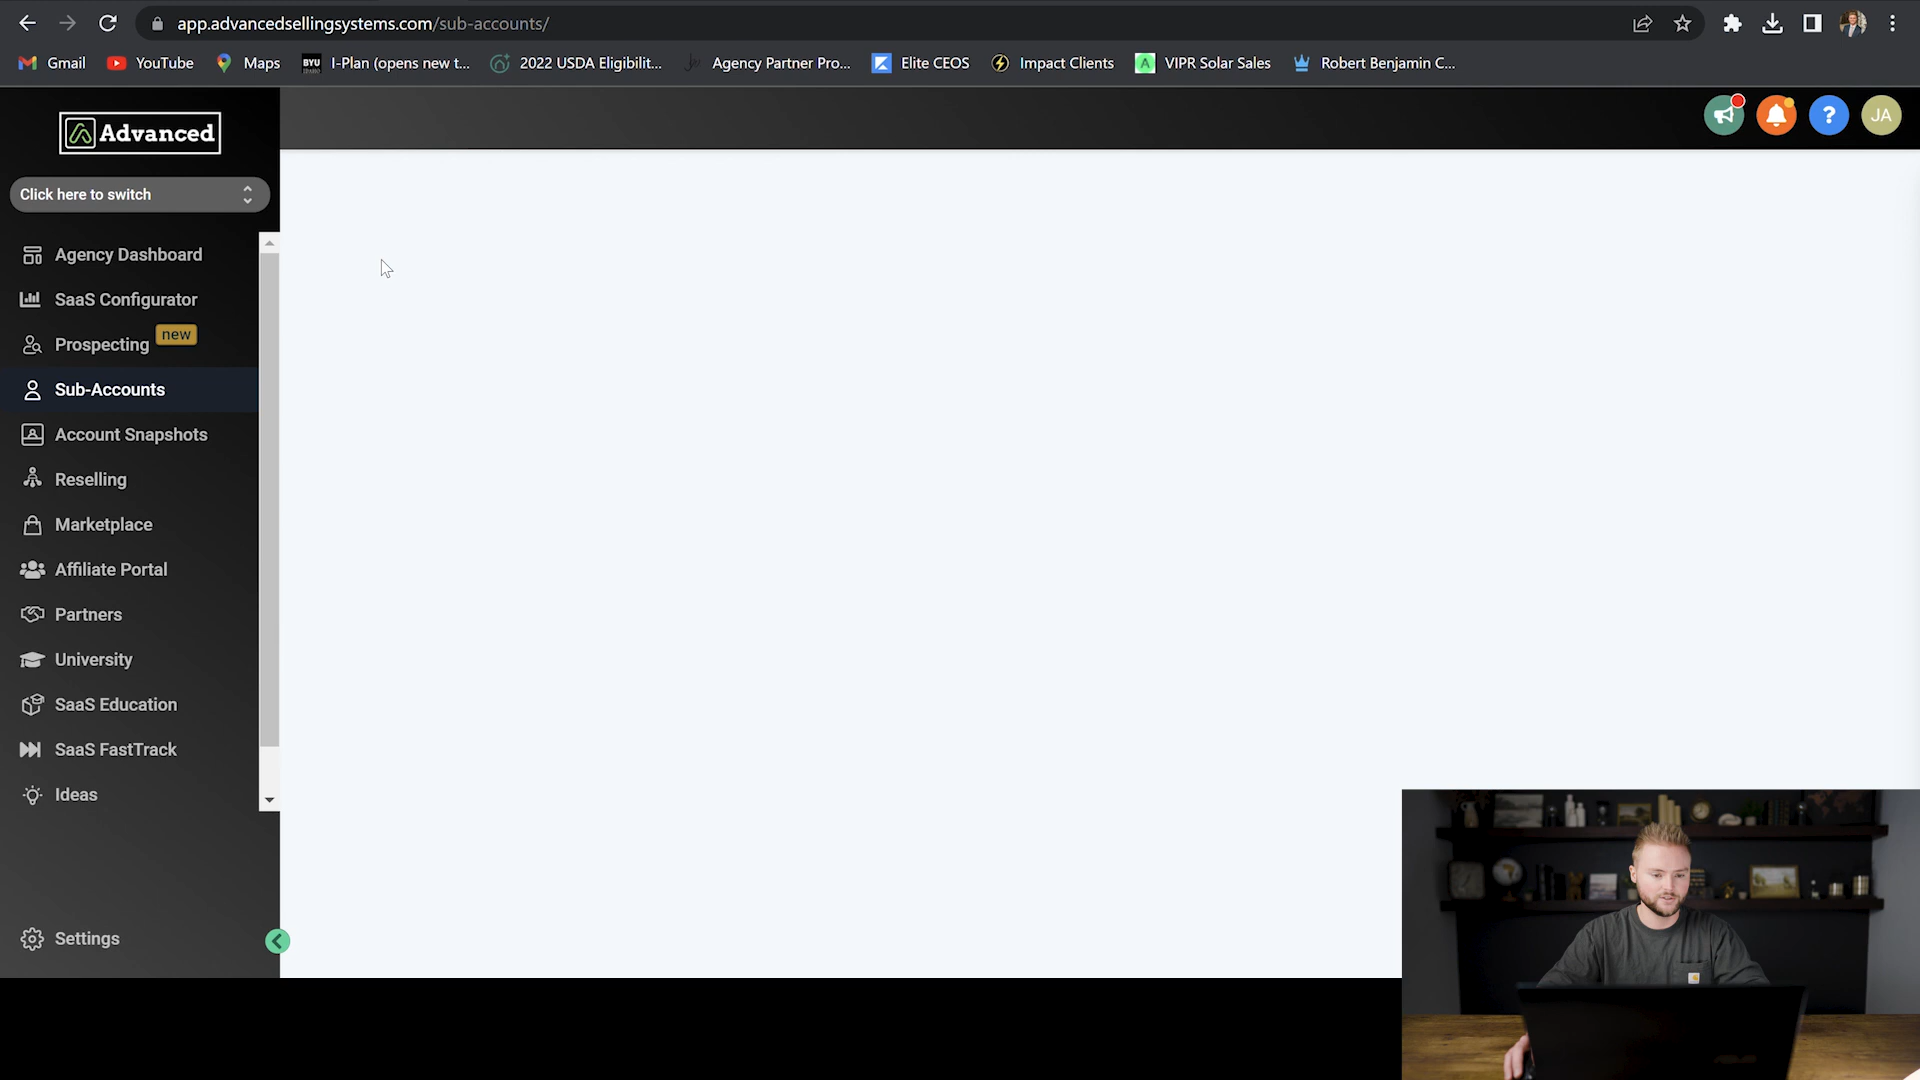 app.advancedsellingsystems.com/sub-accounts/
Gmail
YouTube
Maps
BYU
IDAHO
I-Plan (opens new t...
2022 USDA Eligibilit...
Agency Partner Pro...
Elite CEOS
Impact Clients
A
VIPR Solar Sales
Robert Benjamin C...
Advanced
?
JA
Click here to switch
Agency Dashboard
SaaS Configurator
Prospecting
new
Sub-Accounts
Account Snapshots
Reselling
Marketplace
Affiliate Portal
Partners
University
SaaS Education
SaaS FastTrack
Ideas
Settings